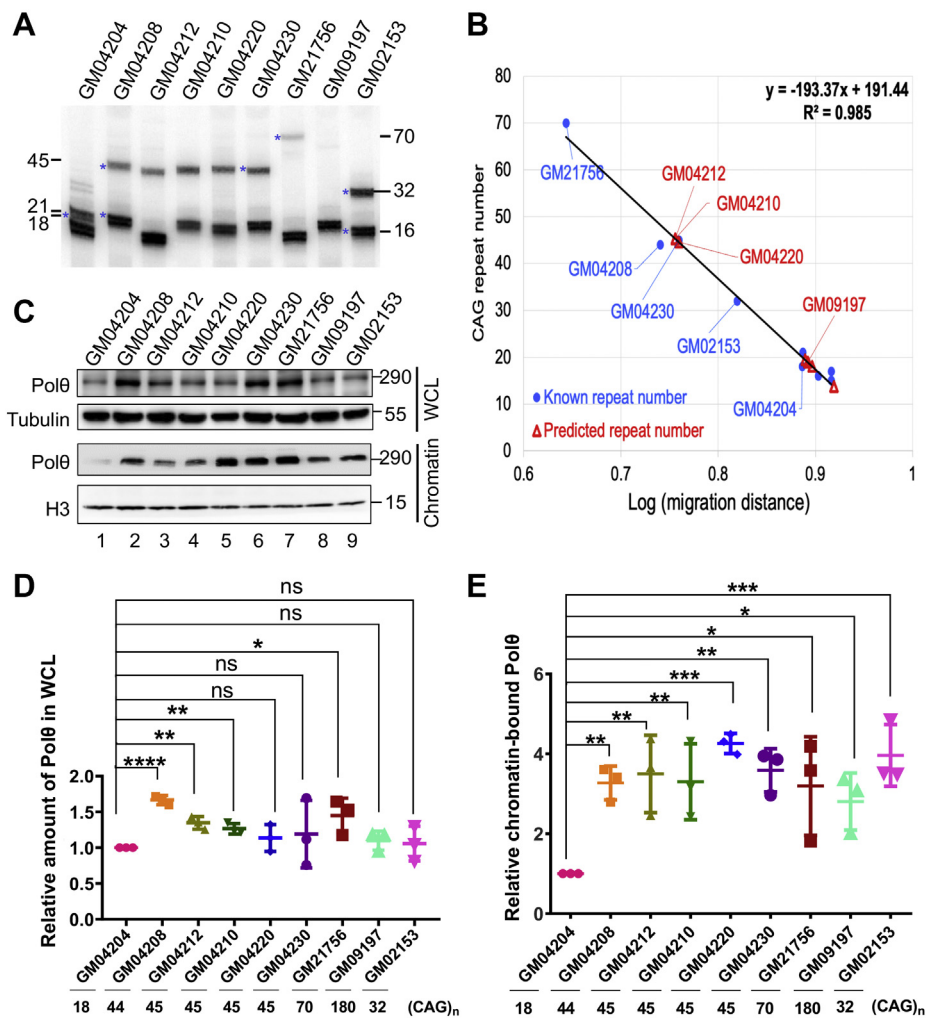 A
GM04204
GM04208
GM04212
GM04210
GM04220
GM04230
GM21756
GM09197
GM02153
45
21
18
*
*
*
*
*
*
*
70
32
16
B
y = -193.37x + 191.44
R² = 0.985
CAG repeat number
80
70
60
50
40
30
20
10
0
GM21756
GM04212
GM04210
GM04220
GM04208
GM04230
GM02153
GM09197
GM04204
Known repeat number
Predicted repeat number
0.6 0.7 0.8 0.9 1
Log (migration distance)
C
GM04204
GM04208
GM04212
GM04210
GM04220
GM04230
GM21756
GM09197
GM02153
Polθ 290
Tubulin 55
WCL
Polθ 290
H3 15
Chromatin
1 2 3 4 5 6 7 8 9
D
Relative amount of Polθ in WCL
ns
ns
*
ns
ns
**
**
****
2.0
1.5
1.0
0.5
0.0
GM04204
GM04208
GM04212
GM04210
GM04220
GM04230
GM21756
GM09197
GM02153
18 44 45 45 45 45 70 180 32 (CAG)n
E
Relative chromatin-bound Polθ
***
*
*
**
***
**
**
**
6
4
2
0
GM04204
GM04208
GM04212
GM04210
GM04220
GM04230
GM21756
GM09197
GM02153
18 44 45 45 45 45 70 180 32 (CAG)n